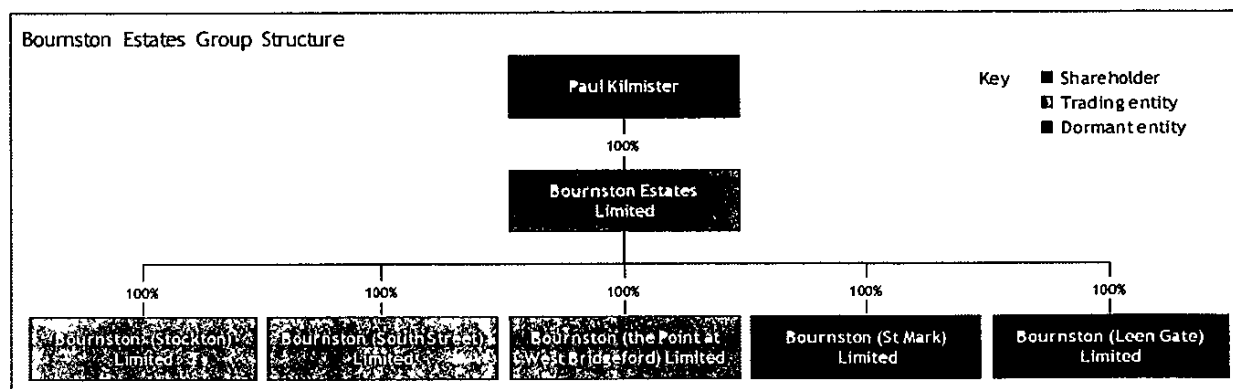 Bournston Estates Group Structure
Paul Kilmister
Key
Shareholder
Trading entity
Dormant entity
100%
Bournston Estates
Limited
100%
100%
100%
100%
100%
Bournston (Stockton)
Limited
Bournston (South Street)
Limited
Bournston (the Point at
West Bridgeford) Limited
Bournston (St Mark)
Limited
Bournston (Leen Gate)
Limited